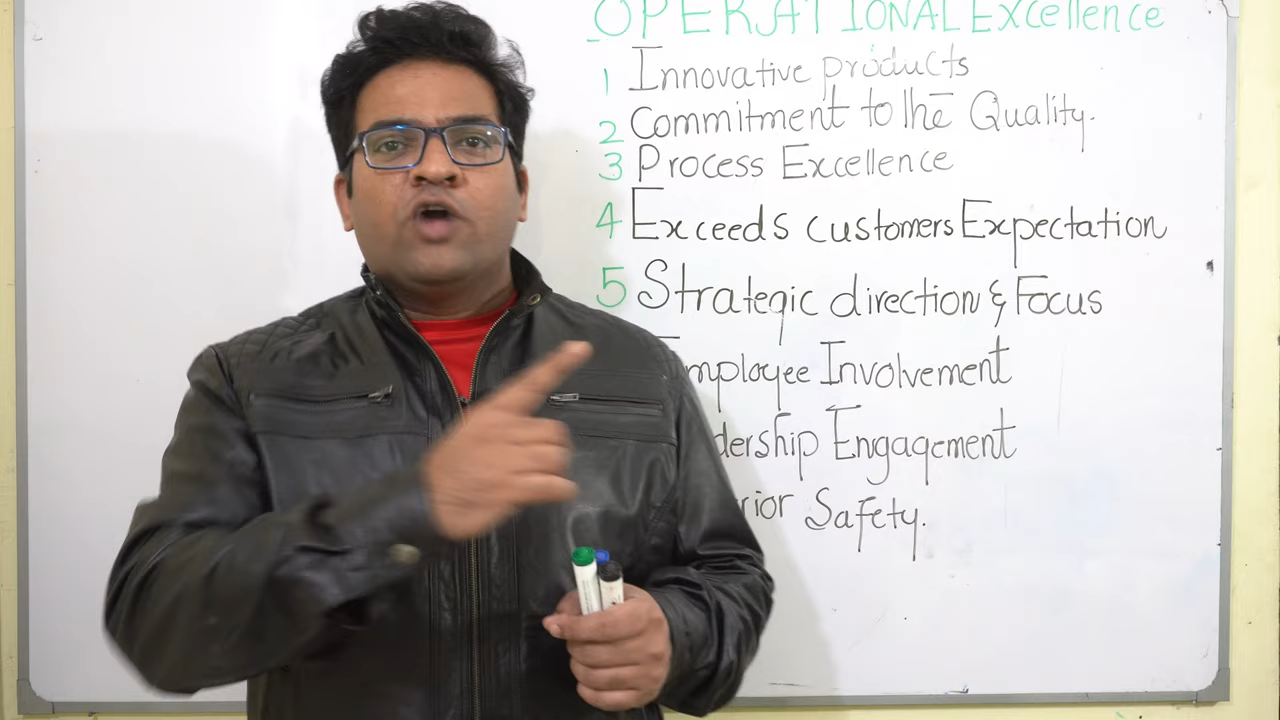 OPERATIONAL Excellence
1 Innovative products
2 Commitment to the Quality.
3 Process Excellence
4 Exceeds customers Expectation
5 Strategic direction & Focus
Employee Involvement
dership Engagement
rior Safety.